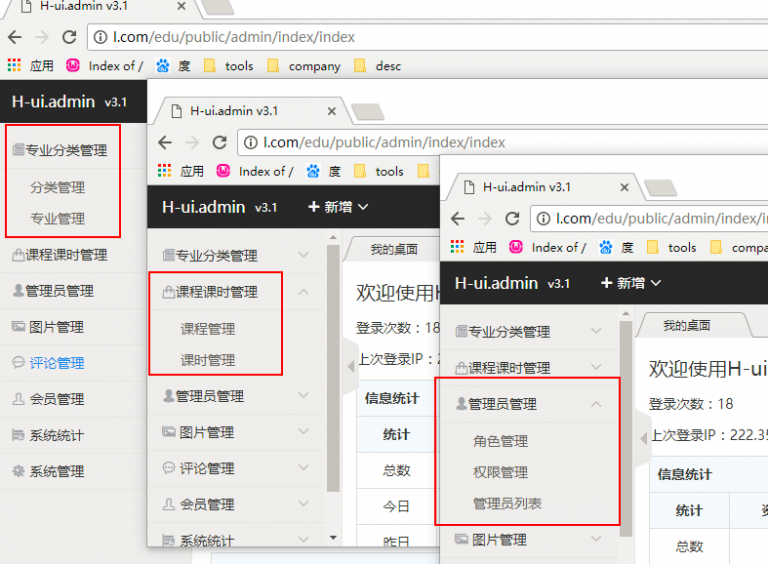 H-ui.admin v3.1
l.com/edu/public/admin/index/index
应用 Index of / 度 tools company desc
H-ui.admin v3.1
专业分类管理
分类管理
专业管理
课程课时管理
管理员管理
图片管理
评论管理
会员管理
系统统计
系统管理
H-ui.admin v3.1
l.com/edu/public/admin/index/index
应用 Index of / 度 tools
H-ui.admin v3.1 + 新增
专业分类管理
课程课时管理
课程管理
课时管理
管理员管理
图片管理
评论管理
会员管理
系统统计
我的桌面
欢迎使用H
登录次数：18
上次登录IP：2
信息统计
统计
总数
今日
昨日
H-ui.admin v3.1
l.com/edu/public/admin/index/i
应用 Index of / 度 tools compa
H-ui.admin v3.1 + 新增
专业分类管理
课程课时管理
管理员管理
角色管理
权限管理
管理员列表
图片管理
我的桌面
欢迎使用H-ui
登录次数：18
上次登录IP：222.35
信息统计
统计
总数